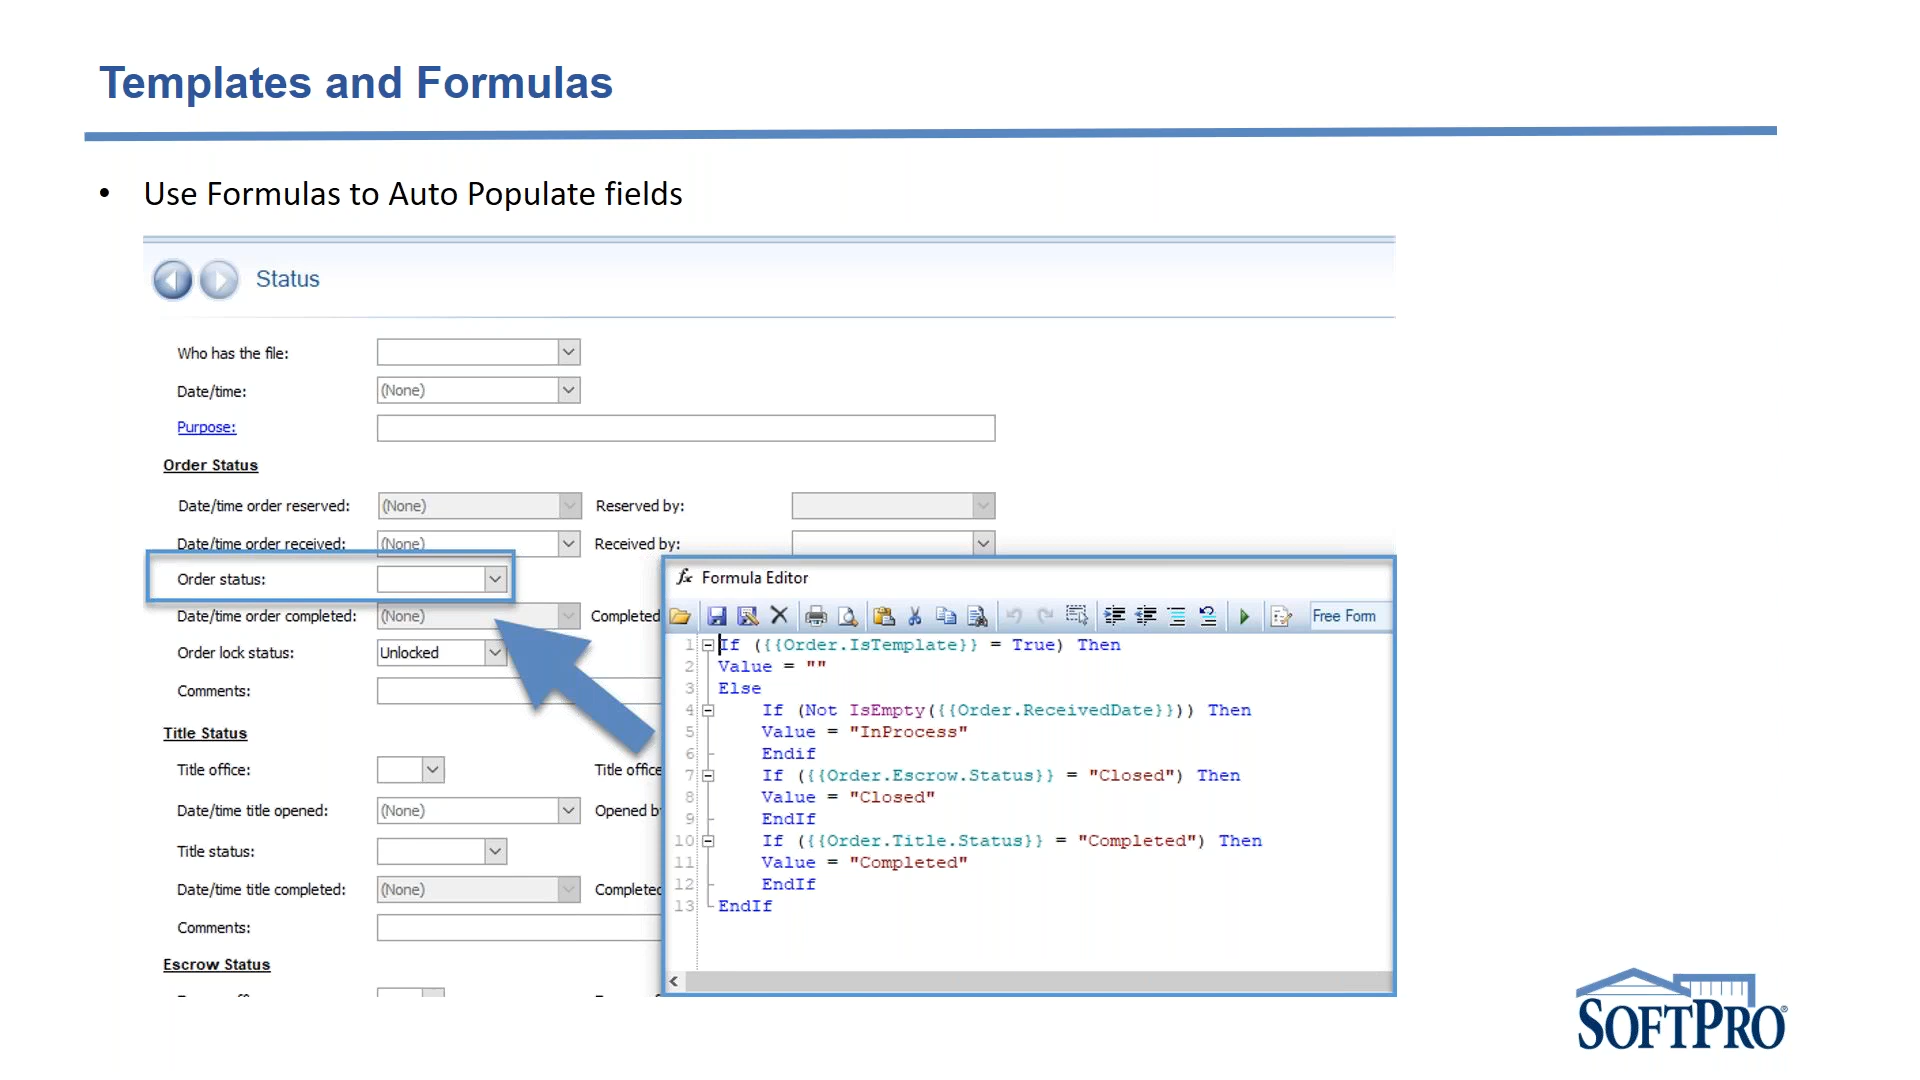 Templates and Formulas
• Use Formulas to Auto Populate fields
Status
Who has the file:
Date/time: (None)
Purpose:
Order Status
Date/time order reserved: (None) Reserved by:
Date/time order received: (None) Received by:
Order status:
Date/time order completed: (None) Completed
Order lock status: Unlocked
Comments:
Title Status
Title office: Title office
Date/time title opened: (None) Opened b
Title status:
Date/time title completed: (None) Completed
Comments:
Escrow Status
fx Formula Editor
Free Form
1 If ({{Order.IsTemplate}} = True) Then
2 Value = ""
3 Else
4 If (Not IsEmpty({{Order.ReceivedDate}})) Then
5 Value = "InProcess"
6 Endif
7 If ({{Order.Escrow.Status}} = "Closed") Then
8 Value = "Closed"
9 EndIf
10 If ({{Order.Title.Status}} = "Completed") Then
11 Value = "Completed"
12 EndIf
13 EndIf
SOFTPRO®